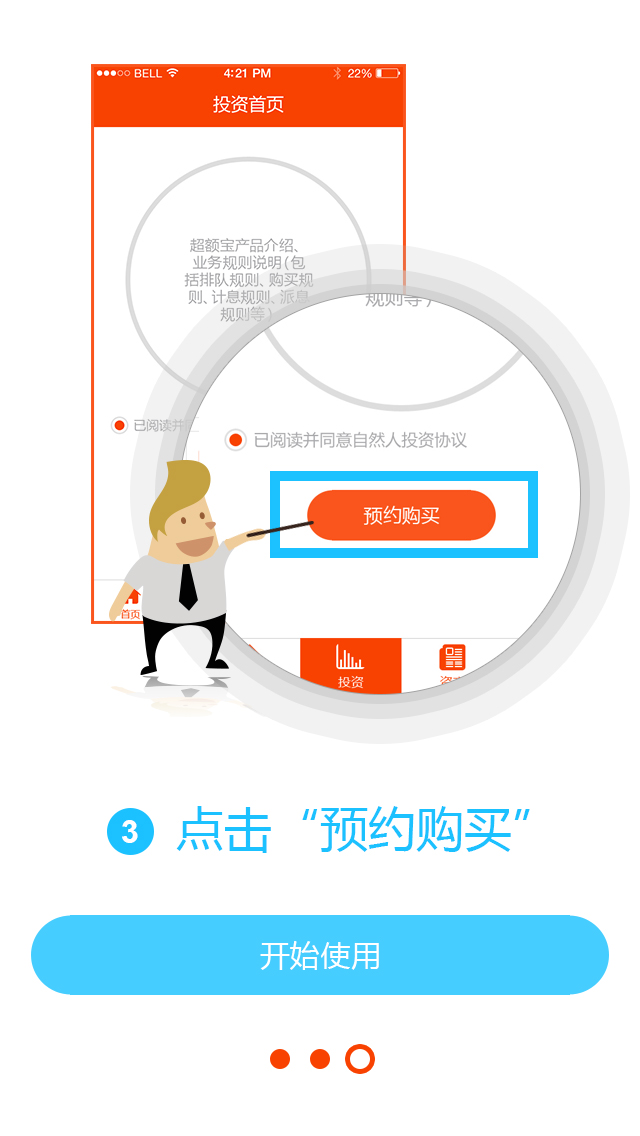 BELL 4:21 PM 22%
投资首页
超额宝产品介绍、
业务规则说明（包
括排队规则、购买规
则、计息规则、派息
规则等）
规则等）
已阅读并
已阅读并同意自然人投资协议
预约购买
首页
投资
3 点击“预约购买”
开始使用